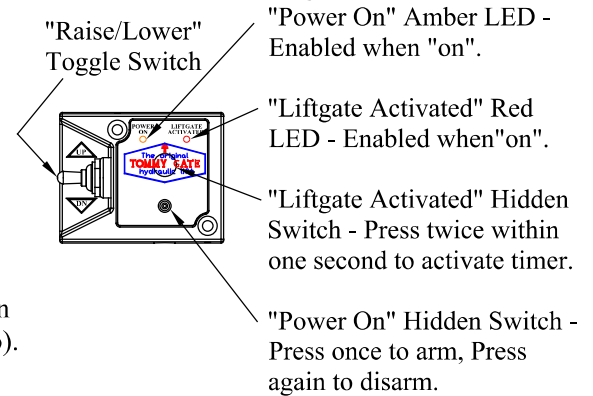 "Power On" Amber LED -
Enabled when "on".
"Raise/Lower"
Toggle Switch
"Liftgate Activated" Red
LED - Enabled when"on".
"Liftgate Activated" Hidden
Switch - Press twice within
one second to activate timer.
"Power On" Hidden Switch -
Press once to arm, Press
again to disarm.
POWER
ON
LIFTGATE
ACTIVATED
UP
DN
The original
TOMMY GATE
hydraulic